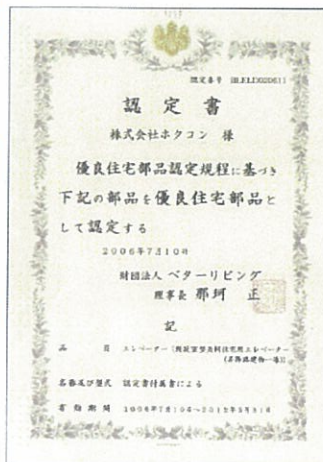 認定書
株式会社ホクコン 様
優良住宅部品認定規程に基づき
下記の部品を優良住宅部品と
して認定する
2006年7月10日
財団法人 ベターリビング
理事長 那珂 正
記
品目 エレベーター
名称及び型式 認定書付属書による
有効期間